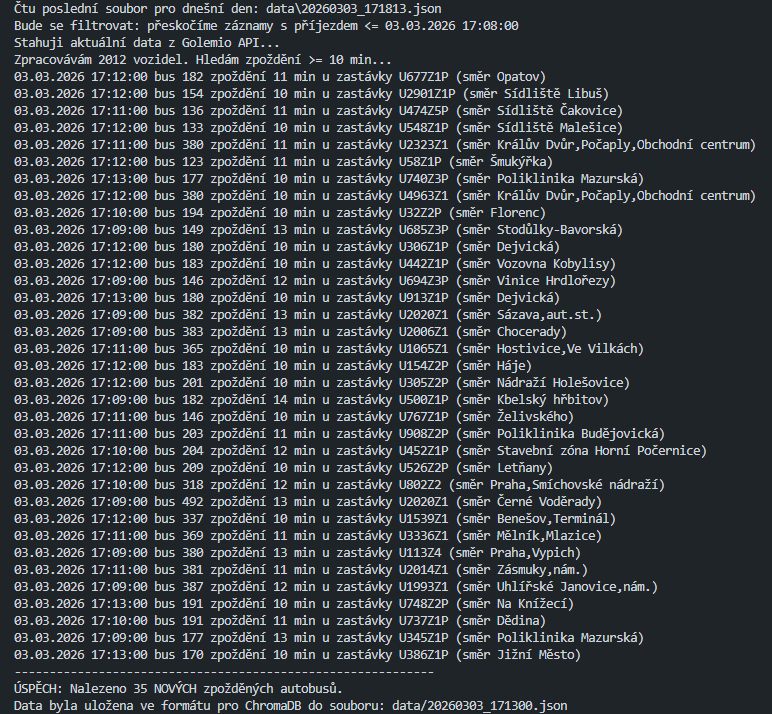 Čtu poslední soubor pro dnešní den: data\20260303_171813.json
Bude se filtrovat: přeskočíme záznamy s příjezdem <= 03.03.2026 17:08:00
Stahuji aktuální data z Golemio API...
Zpracovávám 2012 vozidel. Hledám zpoždění >= 10 min...
03.03.2026 17:12:00 bus 182 zpoždění 11 min u zastávky U677Z1P (směr Opatov)
03.03.2026 17:12:00 bus 154 zpoždění 10 min u zastávky U2901Z1P (směr Sídliště Libuš)
03.03.2026 17:11:00 bus 136 zpoždění 11 min u zastávky U474Z5P (směr Sídliště Čakovice)
03.03.2026 17:12:00 bus 133 zpoždění 10 min u zastávky U548Z1P (směr Sídliště Malešice)
03.03.2026 17:11:00 bus 380 zpoždění 11 min u zastávky U2323Z1 (směr Králův Dvůr,Počaply,Obchodní centrum)
03.03.2026 17:12:00 bus 123 zpoždění 11 min u zastávky U58Z1P (směr Šmukýřka)
03.03.2026 17:13:00 bus 177 zpoždění 10 min u zastávky U740Z3P (směr Poliklinika Mazurská)
03.03.2026 17:12:00 bus 380 zpoždění 10 min u zastávky U4963Z1 (směr Králův Dvůr,Počaply,Obchodní centrum)
03.03.2026 17:10:00 bus 194 zpoždění 10 min u zastávky U32Z2P (směr Florenc)
03.03.2026 17:09:00 bus 149 zpoždění 13 min u zastávky U685Z3P (směr Stodůlky-Bavorská)
03.03.2026 17:12:00 bus 180 zpoždění 10 min u zastávky U306Z1P (směr Dejvická)
03.03.2026 17:12:00 bus 183 zpoždění 10 min u zastávky U442Z1P (směr Vozovna Kobylisy)
03.03.2026 17:09:00 bus 146 zpoždění 12 min u zastávky U694Z3P (směr Vinice Hrdlořezy)
03.03.2026 17:13:00 bus 180 zpoždění 10 min u zastávky U913Z1P (směr Dejvická)
03.03.2026 17:09:00 bus 382 zpoždění 13 min u zastávky U2020Z1 (směr Sázava,aut.st.)
03.03.2026 17:09:00 bus 383 zpoždění 13 min u zastávky U2006Z1 (směr Chocerady)
03.03.2026 17:11:00 bus 365 zpoždění 10 min u zastávky U1065Z1 (směr Hostivice,Ve Vilkách)
03.03.2026 17:12:00 bus 183 zpoždění 10 min u zastávky U154Z2P (směr Háje)
03.03.2026 17:12:00 bus 201 zpoždění 10 min u zastávky U305Z2P (směr Nádraží Holešovice)
03.03.2026 17:09:00 bus 182 zpoždění 14 min u zastávky U500Z1P (směr Kbelský hřbitov)
03.03.2026 17:11:00 bus 146 zpoždění 10 min u zastávky U767Z1P (směr Želivského)
03.03.2026 17:11:00 bus 203 zpoždění 11 min u zastávky U908Z2P (směr Poliklinika Budějovická)
03.03.2026 17:10:00 bus 204 zpoždění 12 min u zastávky U452Z1P (směr Stavební zóna Horní Počernice)
03.03.2026 17:12:00 bus 209 zpoždění 10 min u zastávky U526Z2P (směr Letňany)
03.03.2026 17:10:00 bus 318 zpoždění 12 min u zastávky U802Z2 (směr Praha,Smíchovské nádraží)
03.03.2026 17:09:00 bus 492 zpoždění 13 min u zastávky U2020Z1 (směr Černé Voděrady)
03.03.2026 17:12:00 bus 337 zpoždění 10 min u zastávky U1539Z1 (směr Benešov,Terminál)
03.03.2026 17:11:00 bus 369 zpoždění 11 min u zastávky U3336Z1 (směr Mělník,Mlazice)
03.03.2026 17:09:00 bus 380 zpoždění 13 min u zastávky U113Z4 (směr Praha,Vypich)
03.03.2026 17:11:00 bus 381 zpoždění 11 min u zastávky U2014Z1 (směr Zásmuky,nám.)
03.03.2026 17:09:00 bus 387 zpoždění 12 min u zastávky U1993Z1 (směr Uhlířské Janovice,nám.)
03.03.2026 17:13:00 bus 191 zpoždění 10 min u zastávky U748Z2P (směr Na Knížecí)
03.03.2026 17:10:00 bus 191 zpoždění 11 min u zastávky U737Z1P (směr Dědina)
03.03.2026 17:09:00 bus 177 zpoždění 13 min u zastávky U345Z1P (směr Poliklinika Mazurská)
03.03.2026 17:13:00 bus 170 zpoždění 10 min u zastávky U386Z1P (směr Jižní Město)
------------------------------------------------------------
ÚSPĚCH: Nalezeno 35 NOVÝCH zpožděných autobusů.
Data byla uložena ve formátu pro ChromaDB do souboru: data/20260303_171300.json